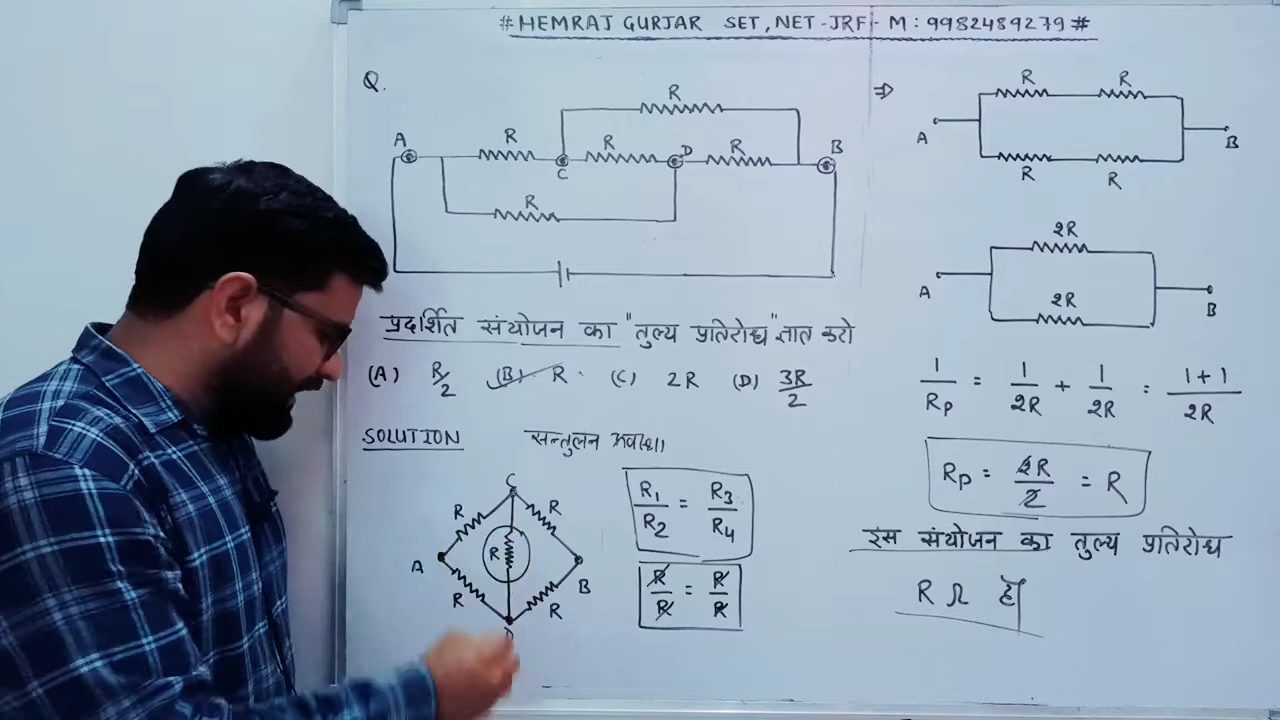 # HEMRAJ GURJAR SET, NET-JRF - M: 9982489279 #
Q.
R
A R C R D R B
R
प्रदर्शित संयोजन का "तुल्य प्रतिरोध" ज्ञात करो
(A) R/2 (B) R. (C) 2R (D) 3R/2
SOLUTION सन्तुलन अवस्था
C
R R
A R B
R R
D
R₁/R₂ = R₃/R₄
R/R = R/R
⇒
R R
A B
R R
2R
A B
2R
1/Rp = 1/2R + 1/2R = 1+1/2R
Rp = 2R/2 = R
इस संयोजन का तुल्य प्रतिरोध
R Ω है